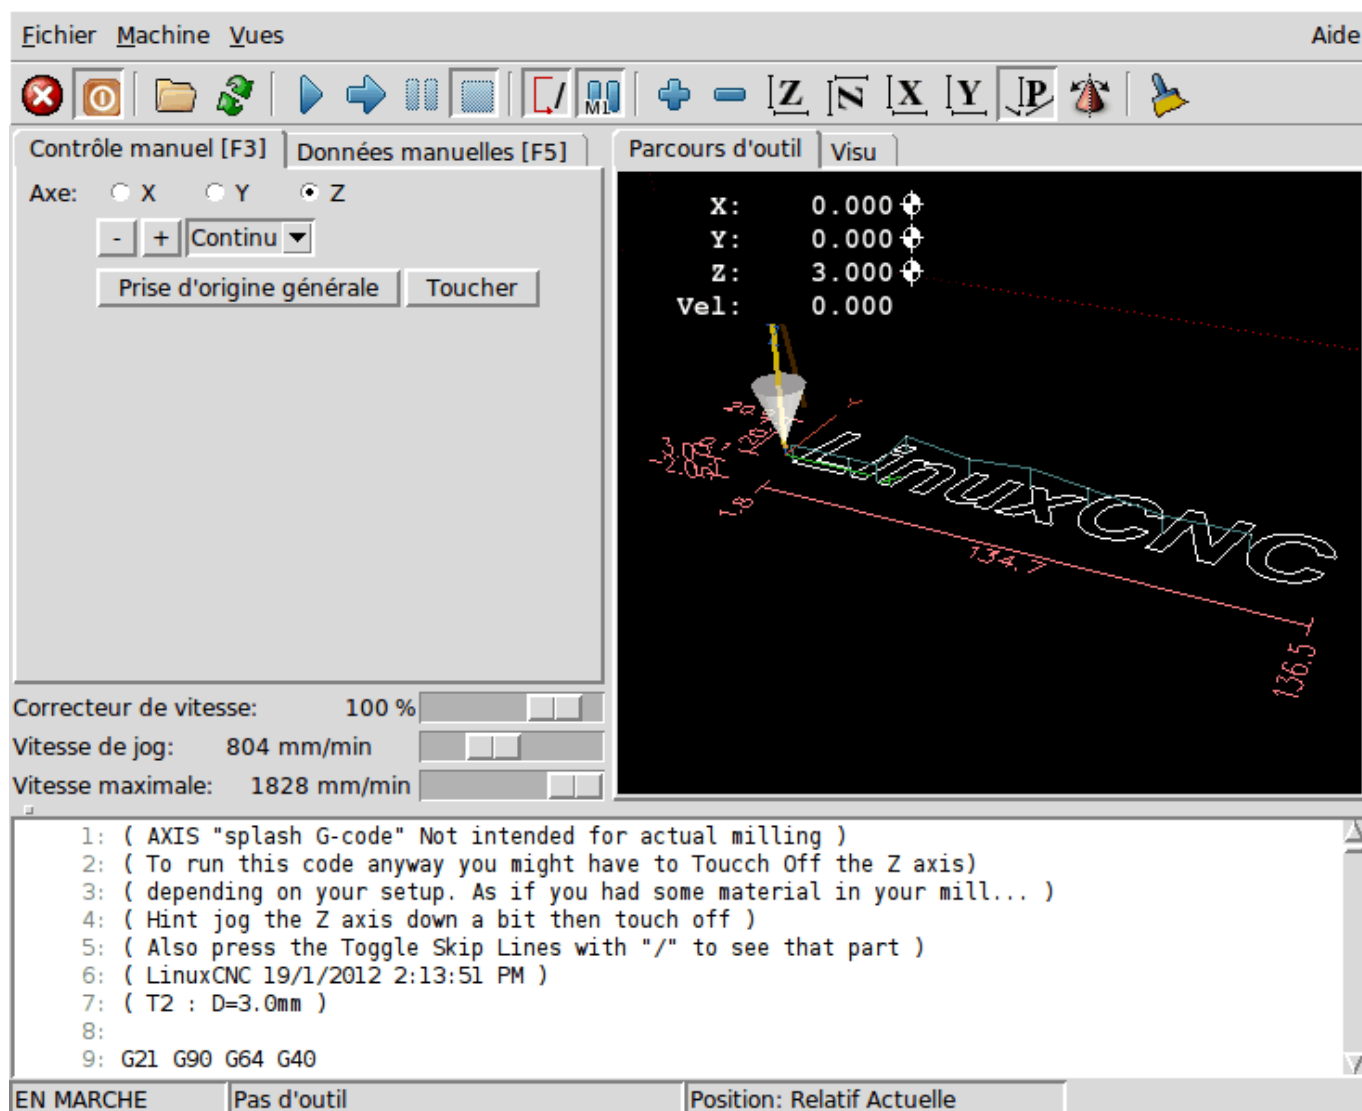 Fichier Machine Vues Aide
M1 Z N X Y P
Contrôle manuel [F3] Données manuelles [F5] Parcours d'outil Visu
Axe: X Y Z
- + Continu
Prise d'origine générale Toucher
X: 0.000
Y: 0.000
Z: 3.000
Vel: 0.000
Y
LinuxCNC
1.8
134.7
136.5
Correcteur de vitesse: 100 %
Vitesse de jog: 804 mm/min
Vitesse maximale: 1828 mm/min
1: ( AXIS "splash G-code" Not intended for actual milling )
2: ( To run this code anyway you might have to Toucch Off the Z axis)
3: ( depending on your setup. As if you had some material in your mill... )
4: ( Hint jog the Z axis down a bit then touch off )
5: ( Also press the Toggle Skip Lines with "/" to see that part )
6: ( LinuxCNC 19/1/2012 2:13:51 PM )
7: ( T2 : D=3.0mm )
8:
9: G21 G90 G64 G40
EN MARCHE Pas d'outil Position: Relatif Actuelle